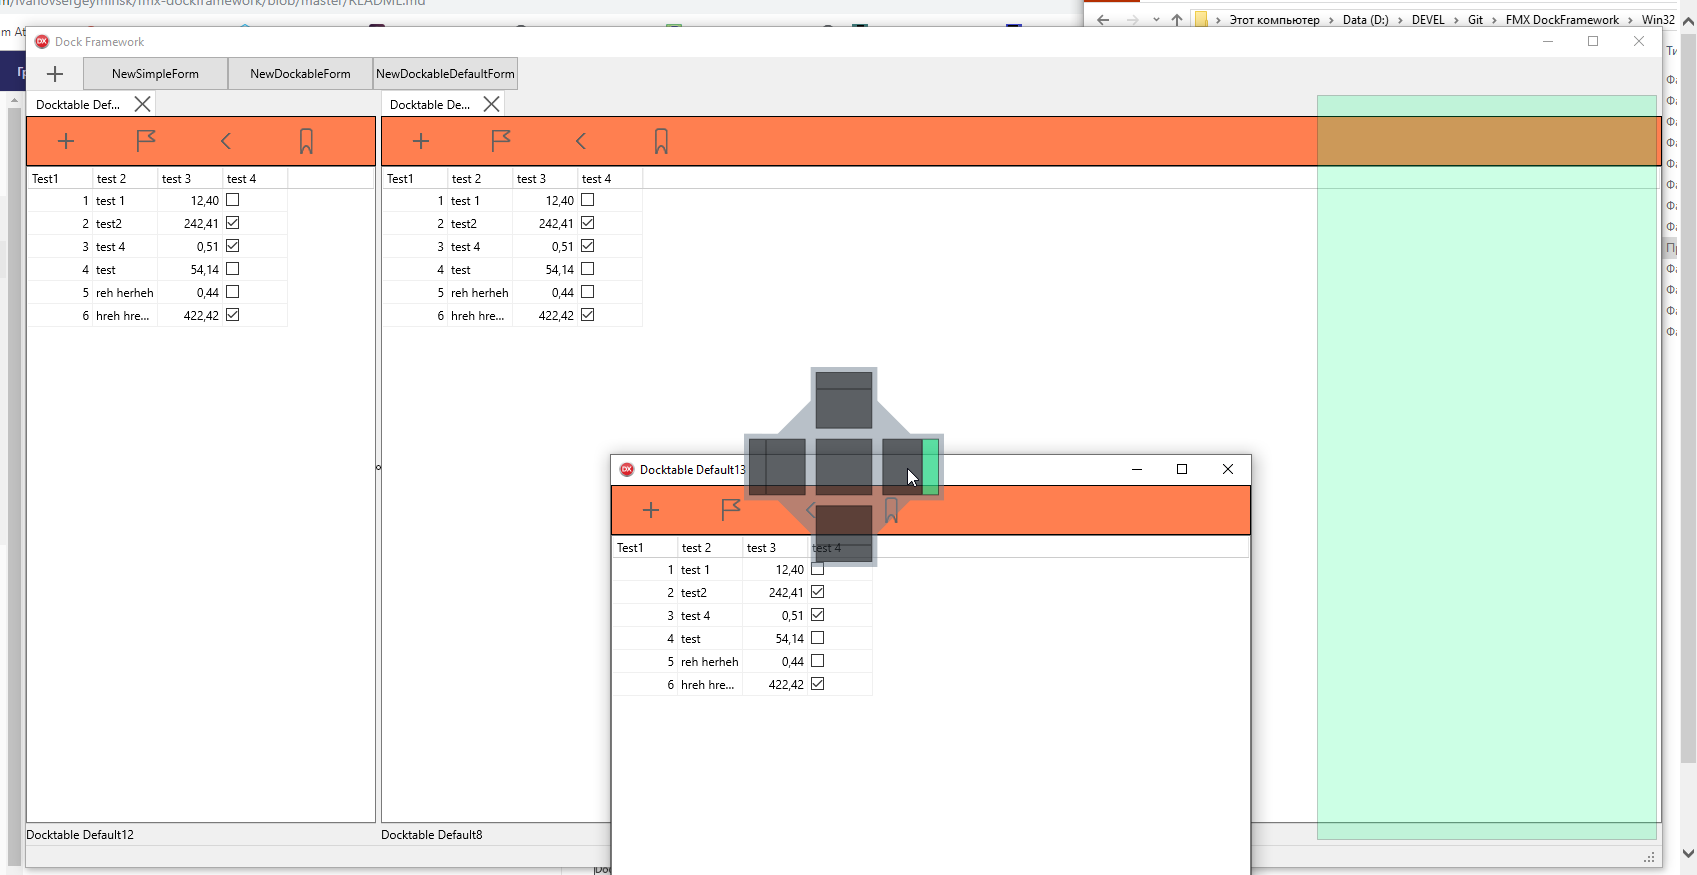 m/ivanovsergeyminsk/fmx-dockframework/blob/master/README.md
Этот компьютер > Data (D:) > DEVEL > Git > FMX DockFramework > Win32
Dock Framework
NewSimpleForm NewDockableForm NewDockableDefaultForm
Docktable Def...
Test1 test 2 test 3 test 4
1 test 1 12,40
2 test2 242,41
3 test 4 0,51
4 test 54,14
5 reh herheh 0,44
6 hreh hre... 422,42
Docktable Default12
Docktable De...
Test1 test 2 test 3 test 4
1 test 1 12,40
2 test2 242,41
3 test 4 0,51
4 test 54,14
5 reh herheh 0,44
6 hreh hre... 422,42
Docktable Default8
Docktable Default13
Test1 test 2 test 3 test 4
1 test 1 12,40
2 test2 242,41
3 test 4 0,51
4 test 54,14
5 reh herheh 0,44
6 hreh hre... 422,42